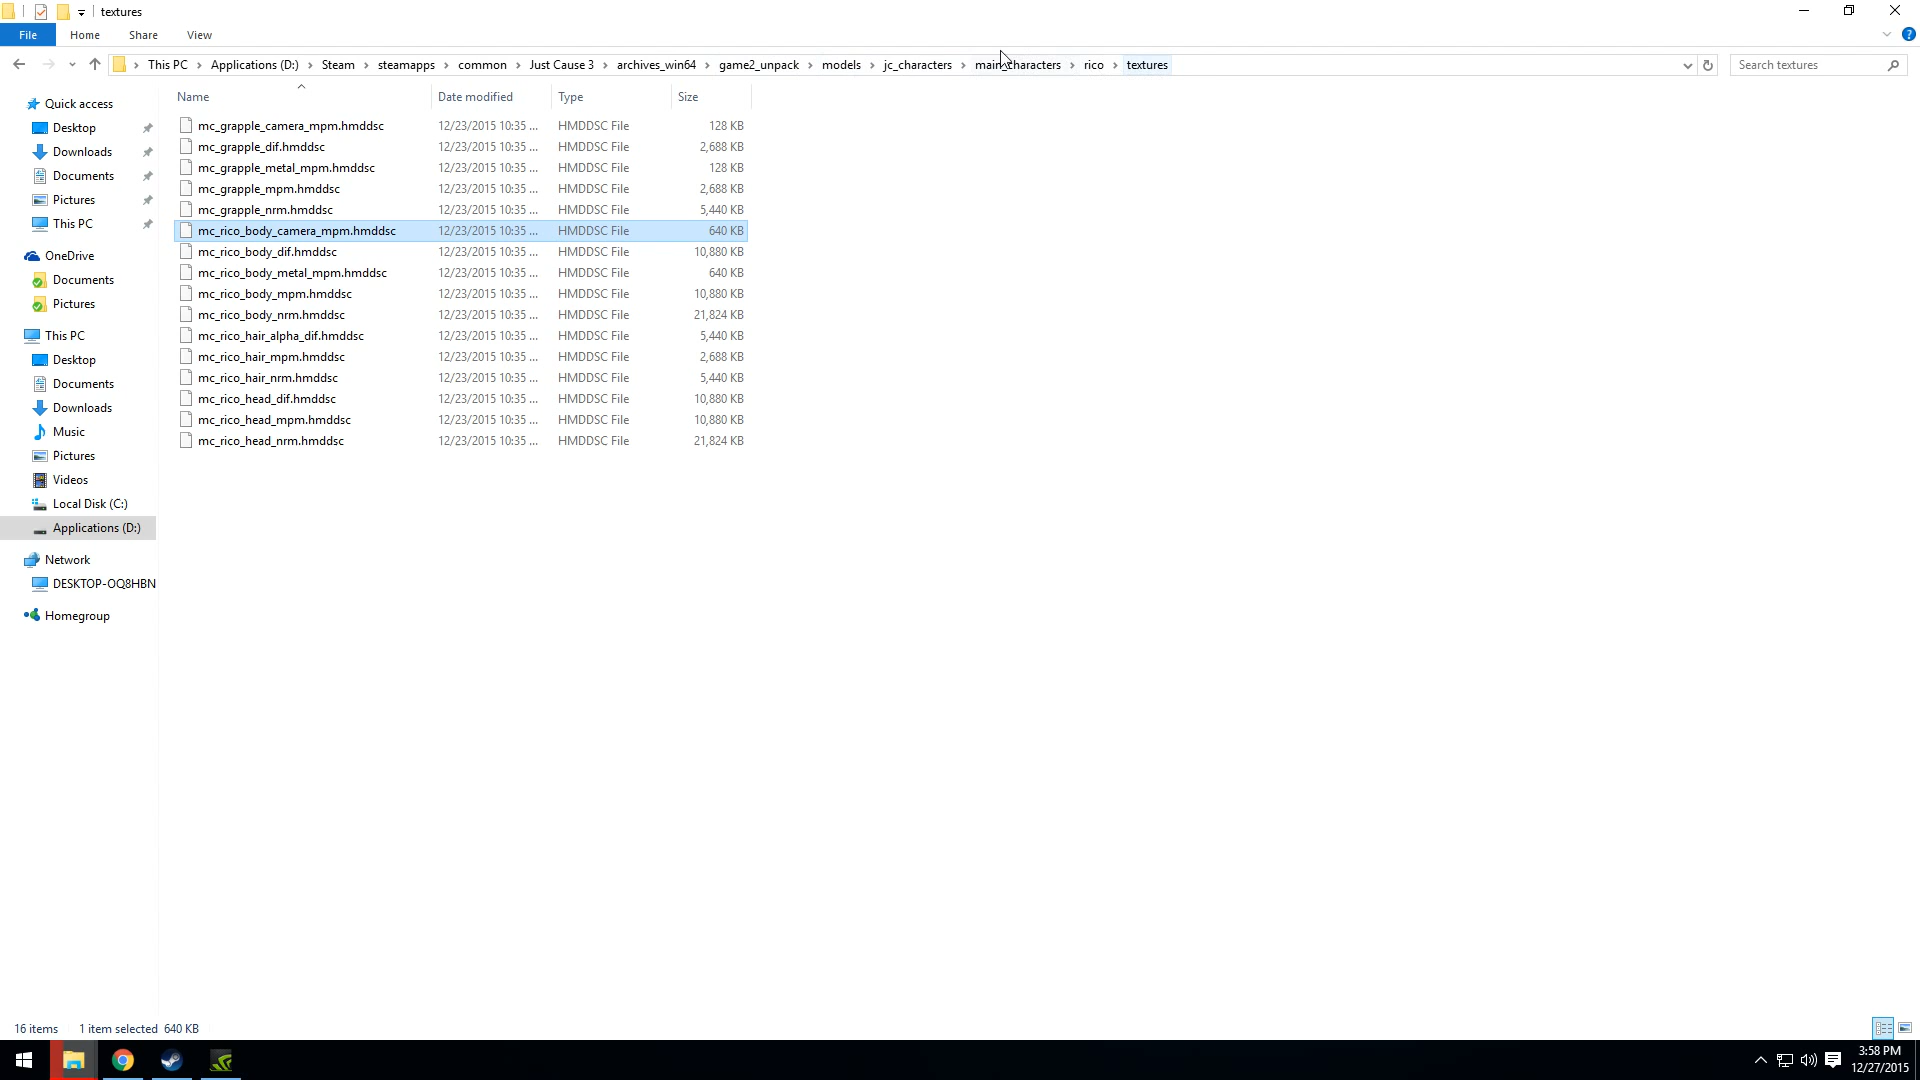 textures
File Home Share View
This PC Applications (D:) Steam steamapps common Just Cause 3 archives_win64 game2_unpack models jc_characters main_characters rico textures
Search textures
Name Date modified Type Size
Quick access
Desktop
Downloads
Documents
Pictures
This PC
OneDrive
Documents
Pictures
This PC
Desktop
Documents
Downloads
Music
Pictures
Videos
Local Disk (C:)
Applications (D:)
Network
DESKTOP-OQ8HBN
Homegroup
mc_grapple_camera_mpm.hmddsc 12/23/2015 10:35 ... HMDDSC File 128 KB
mc_grapple_dif.hmddsc 12/23/2015 10:35 ... HMDDSC File 2,688 KB
mc_grapple_metal_mpm.hmddsc 12/23/2015 10:35 ... HMDDSC File 128 KB
mc_grapple_mpm.hmddsc 12/23/2015 10:35 ... HMDDSC File 2,688 KB
mc_grapple_nrm.hmddsc 12/23/2015 10:35 ... HMDDSC File 5,440 KB
mc_rico_body_camera_mpm.hmddsc 12/23/2015 10:35 ... HMDDSC File 640 KB
mc_rico_body_dif.hmddsc 12/23/2015 10:35 ... HMDDSC File 10,880 KB
mc_rico_body_metal_mpm.hmddsc 12/23/2015 10:35 ... HMDDSC File 640 KB
mc_rico_body_mpm.hmddsc 12/23/2015 10:35 ... HMDDSC File 10,880 KB
mc_rico_body_nrm.hmddsc 12/23/2015 10:35 ... HMDDSC File 21,824 KB
mc_rico_hair_alpha_dif.hmddsc 12/23/2015 10:35 ... HMDDSC File 5,440 KB
mc_rico_hair_mpm.hmddsc 12/23/2015 10:35 ... HMDDSC File 2,688 KB
mc_rico_hair_nrm.hmddsc 12/23/2015 10:35 ... HMDDSC File 5,440 KB
mc_rico_head_dif.hmddsc 12/23/2015 10:35 ... HMDDSC File 10,880 KB
mc_rico_head_mpm.hmddsc 12/23/2015 10:35 ... HMDDSC File 10,880 KB
mc_rico_head_nrm.hmddsc 12/23/2015 10:35 ... HMDDSC File 21,824 KB
16 items 1 item selected 640 KB
3:58 PM
12/27/2015